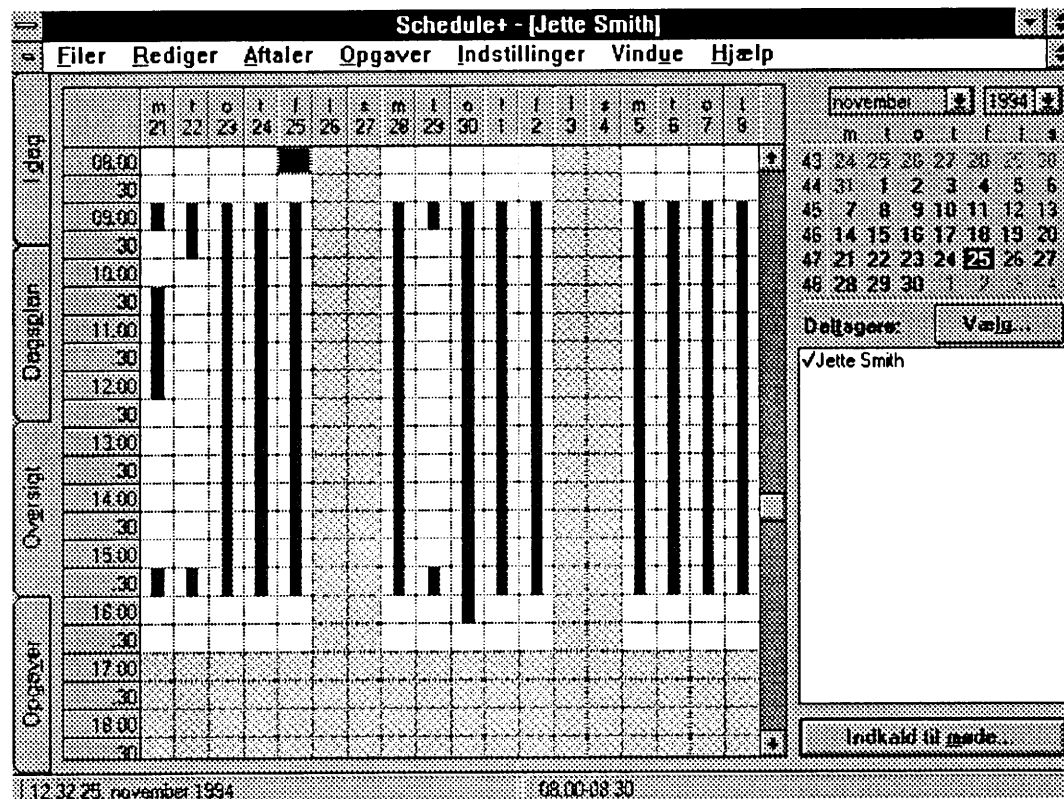 Schedule+ - [Jette Smith]
Filer Rediger Aftaler Opgaver Indstillinger Vindue Hjælp
I dag
Dagsplan
Oversigt
Opgaver
m t o t f l s m t o t f l s m t o t
21 22 23 24 25 26 27 28 29 30 1 2 3 4 5 6 7 8
08.00
30
09.00
30
10.00
30
11.00
30
12.00
30
13.00
30
14.00
30
15.00
30
16.00
30
17.00
30
18.00
30
november 1994
m t o t f l s
43 24 25 26 27 28 29 30
44 31 1 2 3 4 5 6
45 7 8 9 10 11 12 13
46 14 15 16 17 18 19 20
47 21 22 23 24 25 26 27
48 28 29 30 1 2
Deltagere: Vælg...
✓Jette Smith
Indkald til møde...
12.32 25. november 1994 08.00-08.30